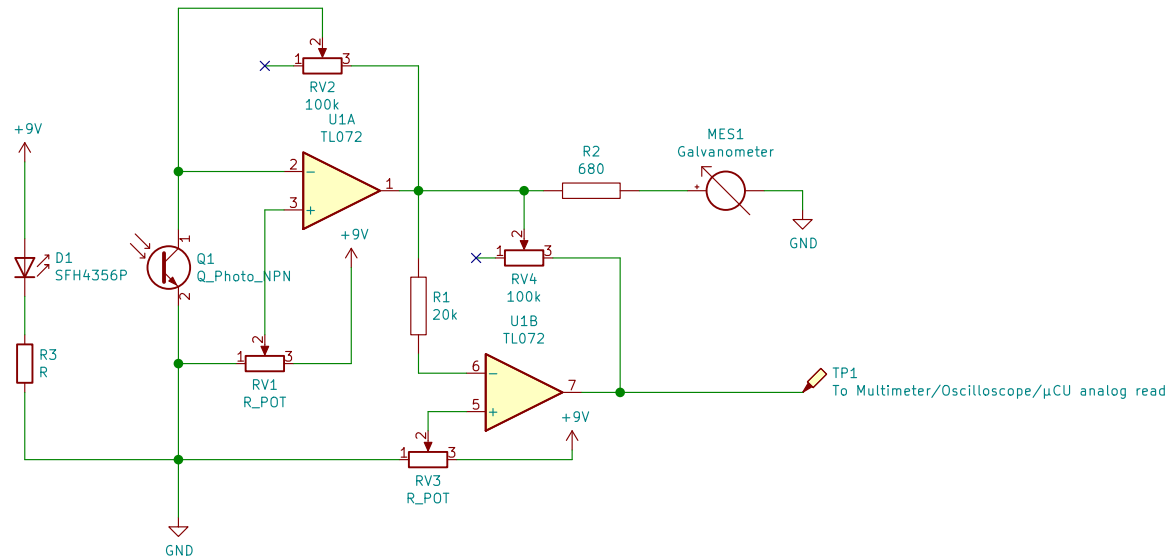 2
1
3
RV2
100k
U1A
TL072
+9V
MES1
Galvanometer
R2
680
2
−
1
3
+
+
GND
+9V
2
1
3
RV4
100k
D1
SFH4356P
1
Q1
Q_Photo_NPN
2
R1
20k
U1B
TL072
R3
R
2
1
3
RV1
R_POT
6
−
7
5
+
TP1
To Multimeter/Oscilloscope/µCU analog read
+9V
2
1
3
RV3
R_POT
GND